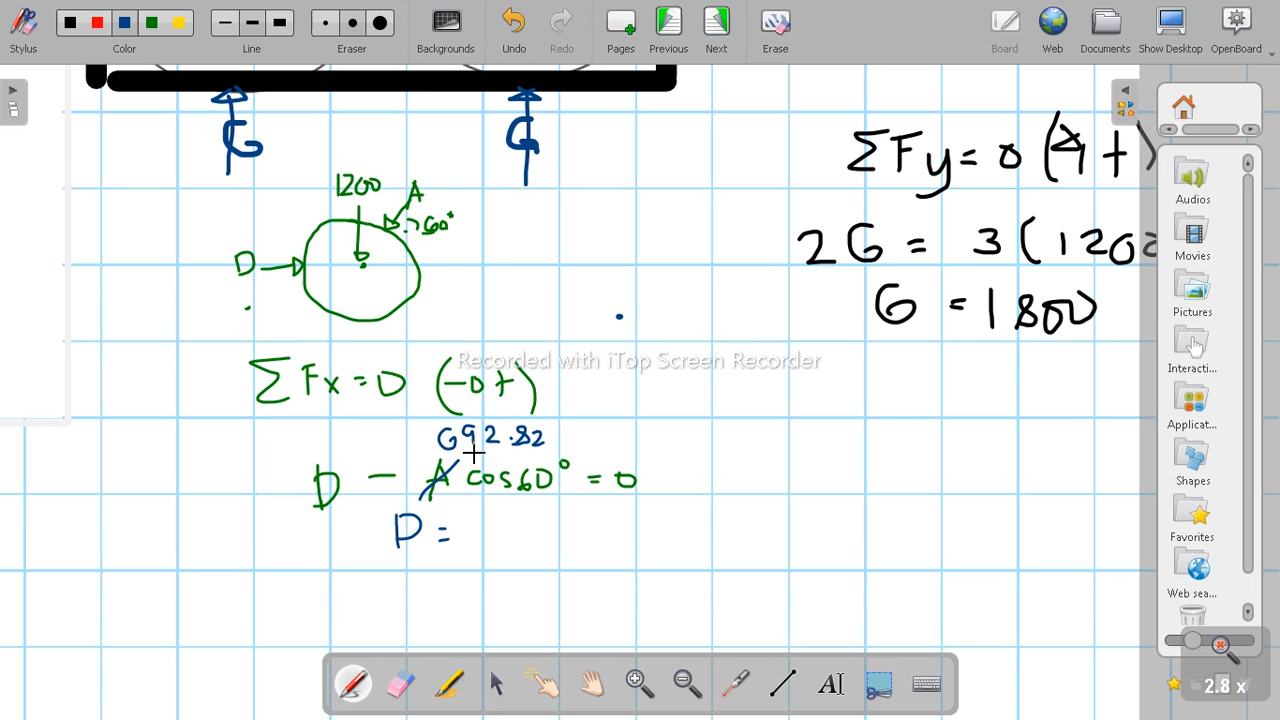 Stylus
Color
Line
Eraser
Backgrounds
Undo
Redo
Pages
Previous
Next
Erase
Board
Web
Documents
Show Desktop
OpenBoard
G
G
1200
A
60°
D
ΣFx=0 (→+)
692.82
D - A cos60° = 0
D =
ΣFy=0 (↑+)
2G = 3(120
G = 1800
Recorded with iTop Screen Recorder
Audios
Movies
Pictures
Interacti...
Applicat...
Shapes
Favorites
Web sea...
2.8 x